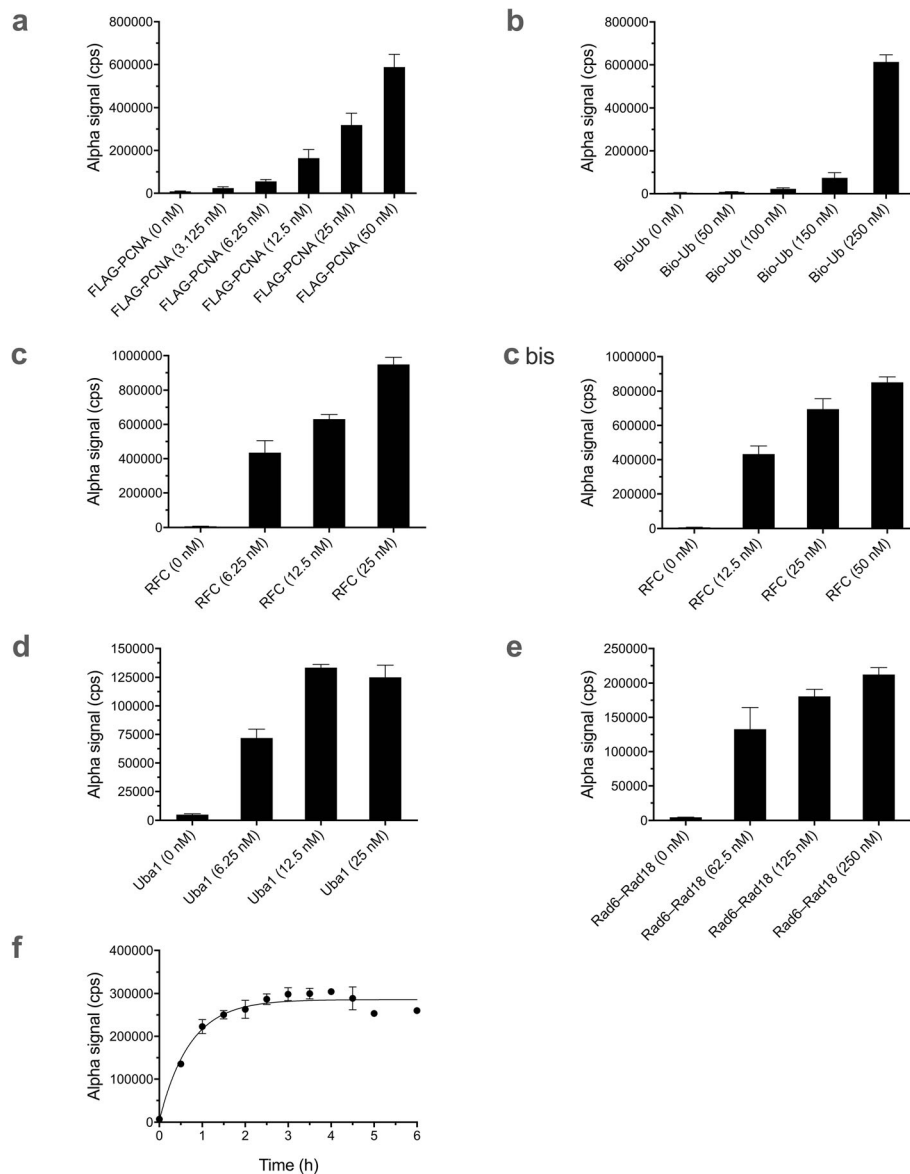 a
Alpha signal (cps)
800000
600000
400000
200000
0
FLAG-PCNA (0 nM)
FLAG-PCNA (3.125 nM)
FLAG-PCNA (6.25 nM)
FLAG-PCNA (12.5 nM)
FLAG-PCNA (25 nM)
FLAG-PCNA (50 nM)
b
Alpha signal (cps)
800000
600000
400000
200000
0
Bio-Ub (0 nM)
Bio-Ub (50 nM)
Bio-Ub (100 nM)
Bio-Ub (150 nM)
Bio-Ub (250 nM)
c
Alpha signal (cps)
1000000
800000
600000
400000
200000
0
RFC (0 nM)
RFC (6.25 nM)
RFC (12.5 nM)
RFC (25 nM)
c bis
Alpha signal (cps)
1000000
800000
600000
400000
200000
0
RFC (0 nM)
RFC (12.5 nM)
RFC (25 nM)
RFC (50 nM)
d
Alpha signal (cps)
150000
125000
100000
75000
50000
25000
0
Uba1 (0 nM)
Uba1 (6.25 nM)
Uba1 (12.5 nM)
Uba1 (25 nM)
e
Alpha signal (cps)
250000
200000
150000
100000
50000
0
Rad6–Rad18 (0 nM)
Rad6–Rad18 (62.5 nM)
Rad6–Rad18 (125 nM)
Rad6–Rad18 (250 nM)
f
Alpha signal (cps)
400000
300000
200000
100000
0
0 1 2 3 4 5 6
Time (h)